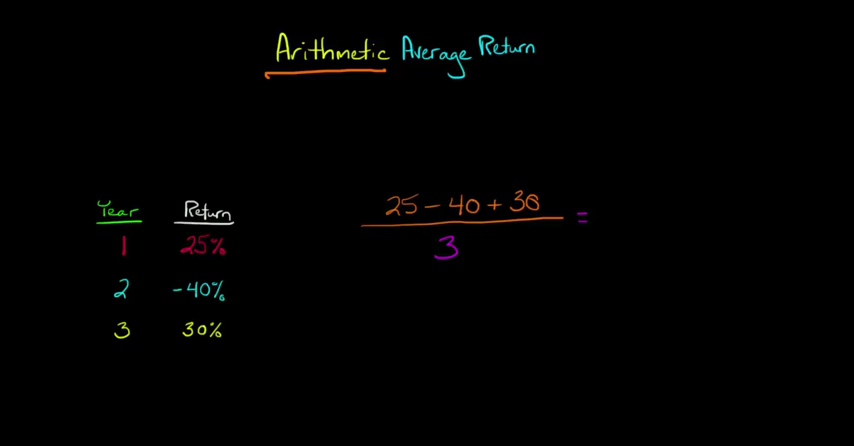 Arithmetic Average Return
Year Return
1 25%
2 -40%
3 30%
25 - 40 + 30 =
3